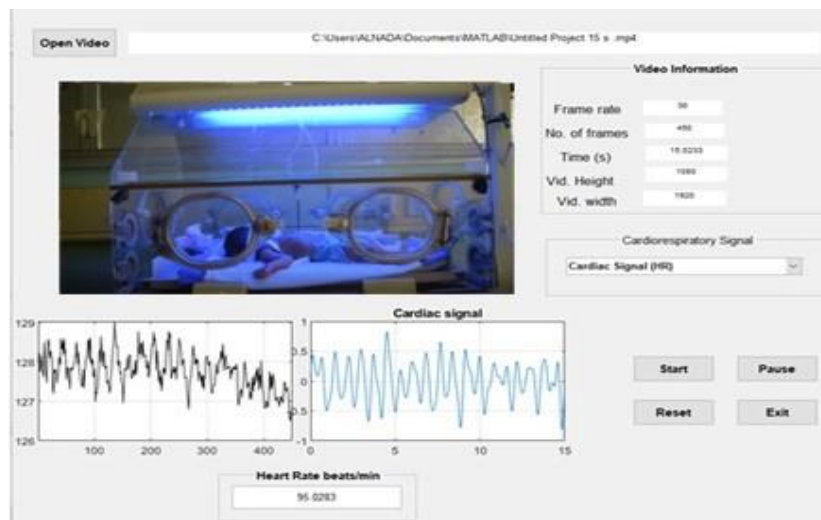 Open Video
C:\Users\ALNADA\Documents\MATLAB\Untitled Project 15 s .mp4
Video Information
Frame rate 30
No. of frames 450
Time (s) 15.0233
Vid. Height 1080
Vid. width 1920
Cardiorespiratory Signal
Cardiac Signal (HR)
129
128
127
126
100 200 300 400
Cardiac signal
1
0.5
0
-0.5
-1
0 5 10 15
Start Pause
Reset Exit
Heart Rate beats/min
95.0283